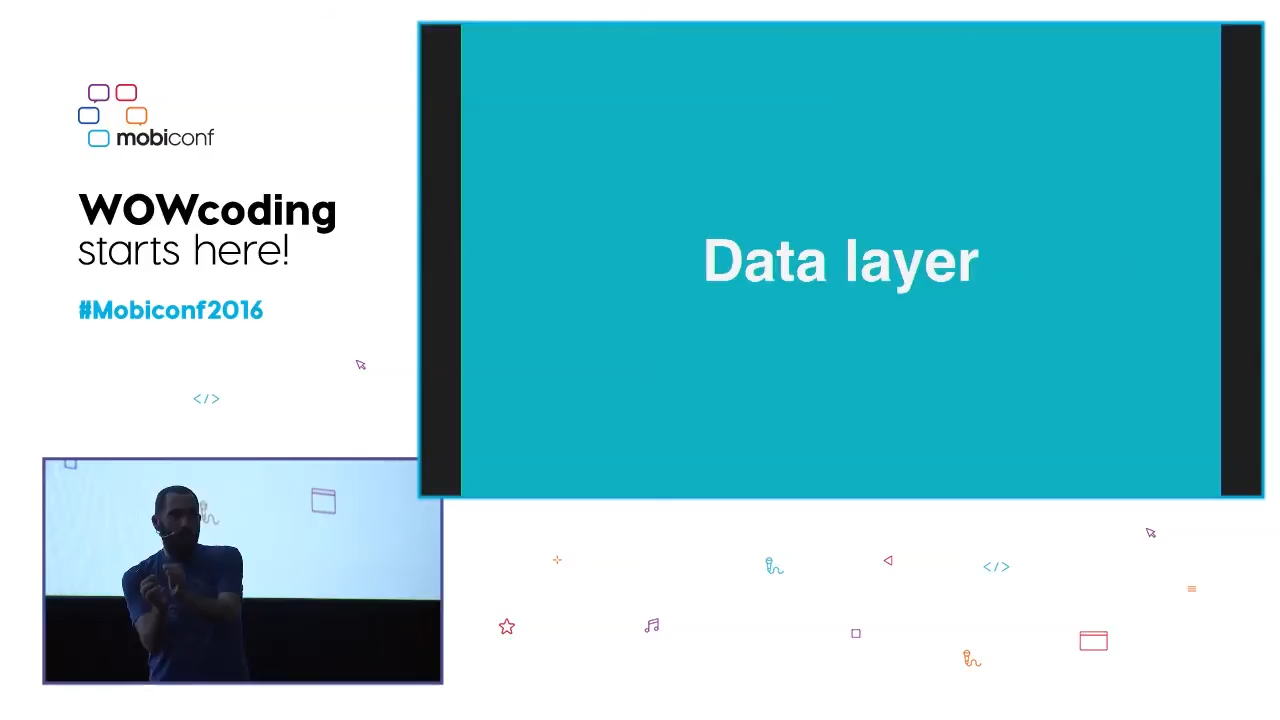 mobiconf
WOWcoding
starts here!
#Mobiconf2016
</>
Data layer
</>